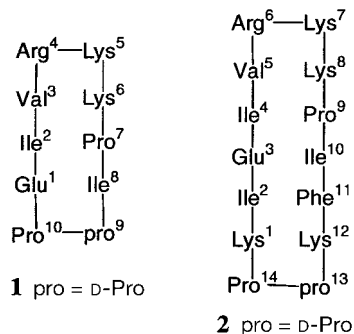 Arg⁴ Lys⁵
Val³ Lys⁶
Ile² Pro⁷
Glu¹ Ile⁸
Pro¹⁰ pro⁹
1 pro = D-Pro
Arg⁶ Lys⁷
Val⁵ Lys⁸
Ile⁴ Pro⁹
Glu³ Ile¹⁰
Ile² Phe¹¹
Lys¹ Lys¹²
Pro¹⁴ pro¹³
2 pro = D-Pro